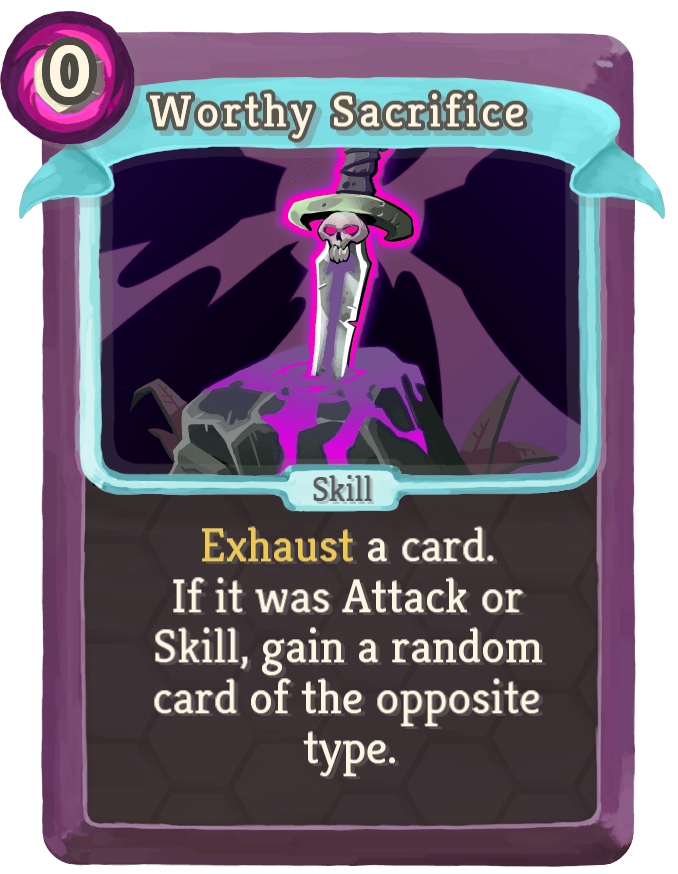 0
Worthy Sacrifice
Skill
Exhaust a card.
If it was Attack or
Skill, gain a random
card of the opposite
type.